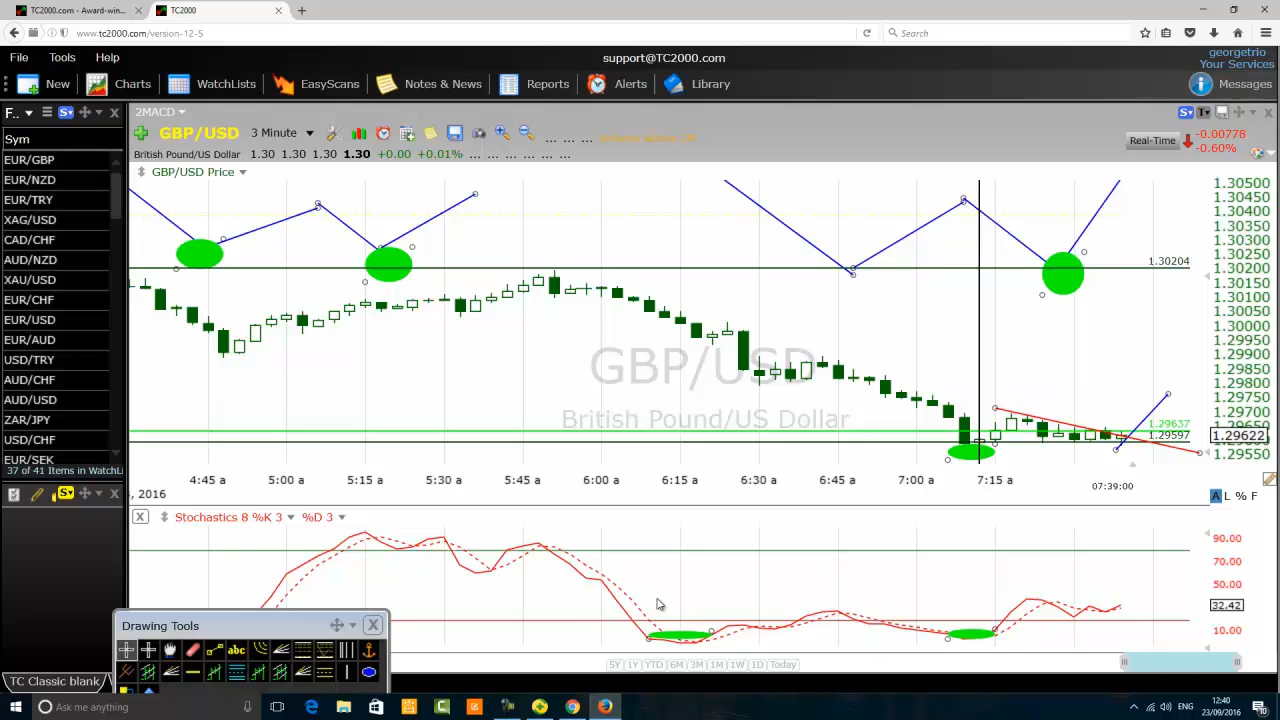 TC2000.com - Award-win...
TC2000
www.tc2000.com/version-12-5
Search
File Tools Help
support@TC2000.com
georgetrio
Your Services
New Charts WatchLists EasyScans Notes & News Reports Alerts Library Messages
F..
2MACD
Sym
GBP/USD 3 Minute
British Pound/US Dollar 1.30 1.30 1.30 1.30 +0.00 +0.01%
Real-Time -0.00778
-0.60%
GBP/USD Price
EUR/GBP
EUR/NZD
EUR/TRY
XAG/USD
CAD/CHF
AUD/NZD
XAU/USD
EUR/CHF
EUR/USD
EUR/AUD
USD/TRY
AUD/CHF
AUD/USD
ZAR/JPY
USD/CHF
EUR/SEK
37 of 41 Items in WatchLi
GBP/USD
British Pound/US Dollar
1.30204
1.29637
1.29597
1.30500
1.30450
1.30400
1.30350
1.30300
1.30250
1.30200
1.30150
1.30100
1.30050
1.30000
1.29950
1.29900
1.29850
1.29800
1.29750
1.29700
1.29650
1.29622
1.29550
4:45 a 5:00 a 5:15 a 5:30 a 5:45 a 6:00 a 6:15 a 6:30 a 6:45 a 7:00 a 7:15 a 07:39:00
, 2016
A L % F
Stochastics 8 %K 3 %D 3
90.00
70.00
50.00
32.42
10.00
Drawing Tools
abc
5Y 1Y YTD 6M 3M 1M 1W 1D Today
TC Classic blank
Ask me anything
ENG
12:40
23/09/2016